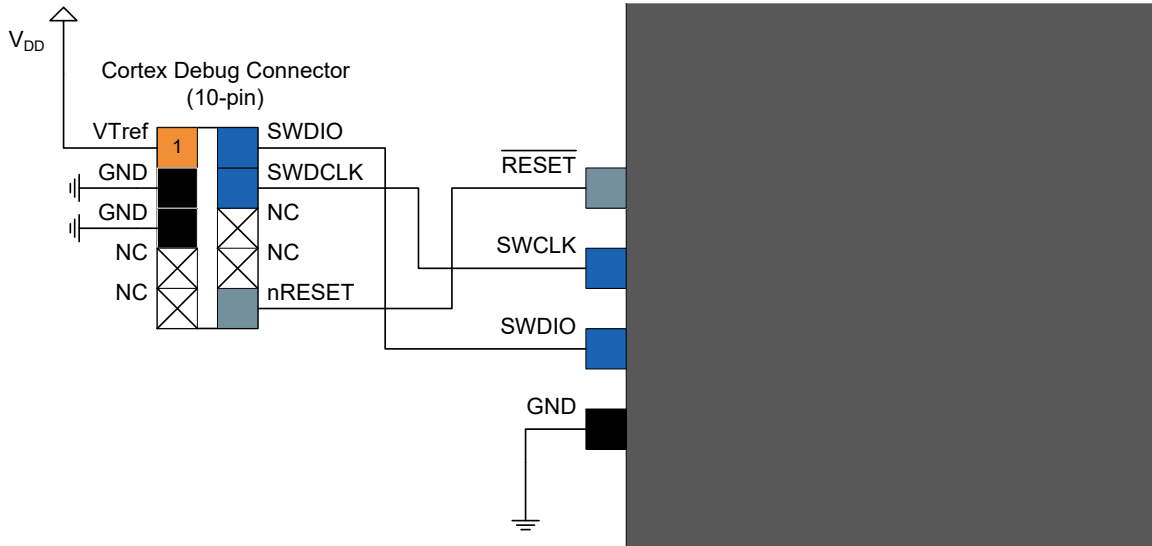 V_DD
Cortex Debug Connector
(10-pin)
VTref
1
SWDIO
GND
SWDCLK
GND
NC
NC
NC
NC
nRESET
RESET
SWCLK
SWDIO
GND